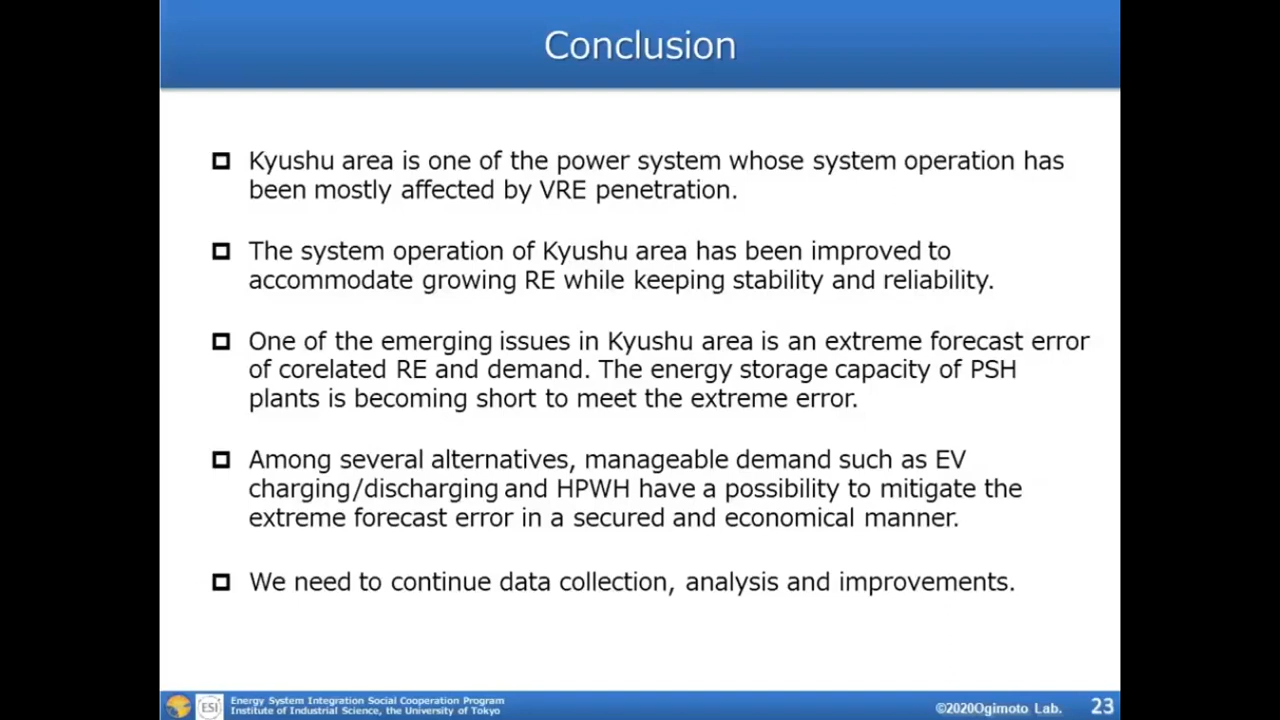 Conclusion
Kyushu area is one of the power system whose system operation has
been mostly affected by VRE penetration.
The system operation of Kyushu area has been improved to
accommodate growing RE while keeping stability and reliability.
One of the emerging issues in Kyushu area is an extreme forecast error
of corelated RE and demand. The energy storage capacity of PSH
plants is becoming short to meet the extreme error.
Among several alternatives, manageable demand such as EV
charging/discharging and HPWH have a possibility to mitigate the
extreme forecast error in a secured and economical manner.
We need to continue data collection, analysis and improvements.
ESI
Energy System Integration Social Cooperation Program
Institute of Industrial Science, the University of Tokyo
©2020Ogimoto Lab.
23